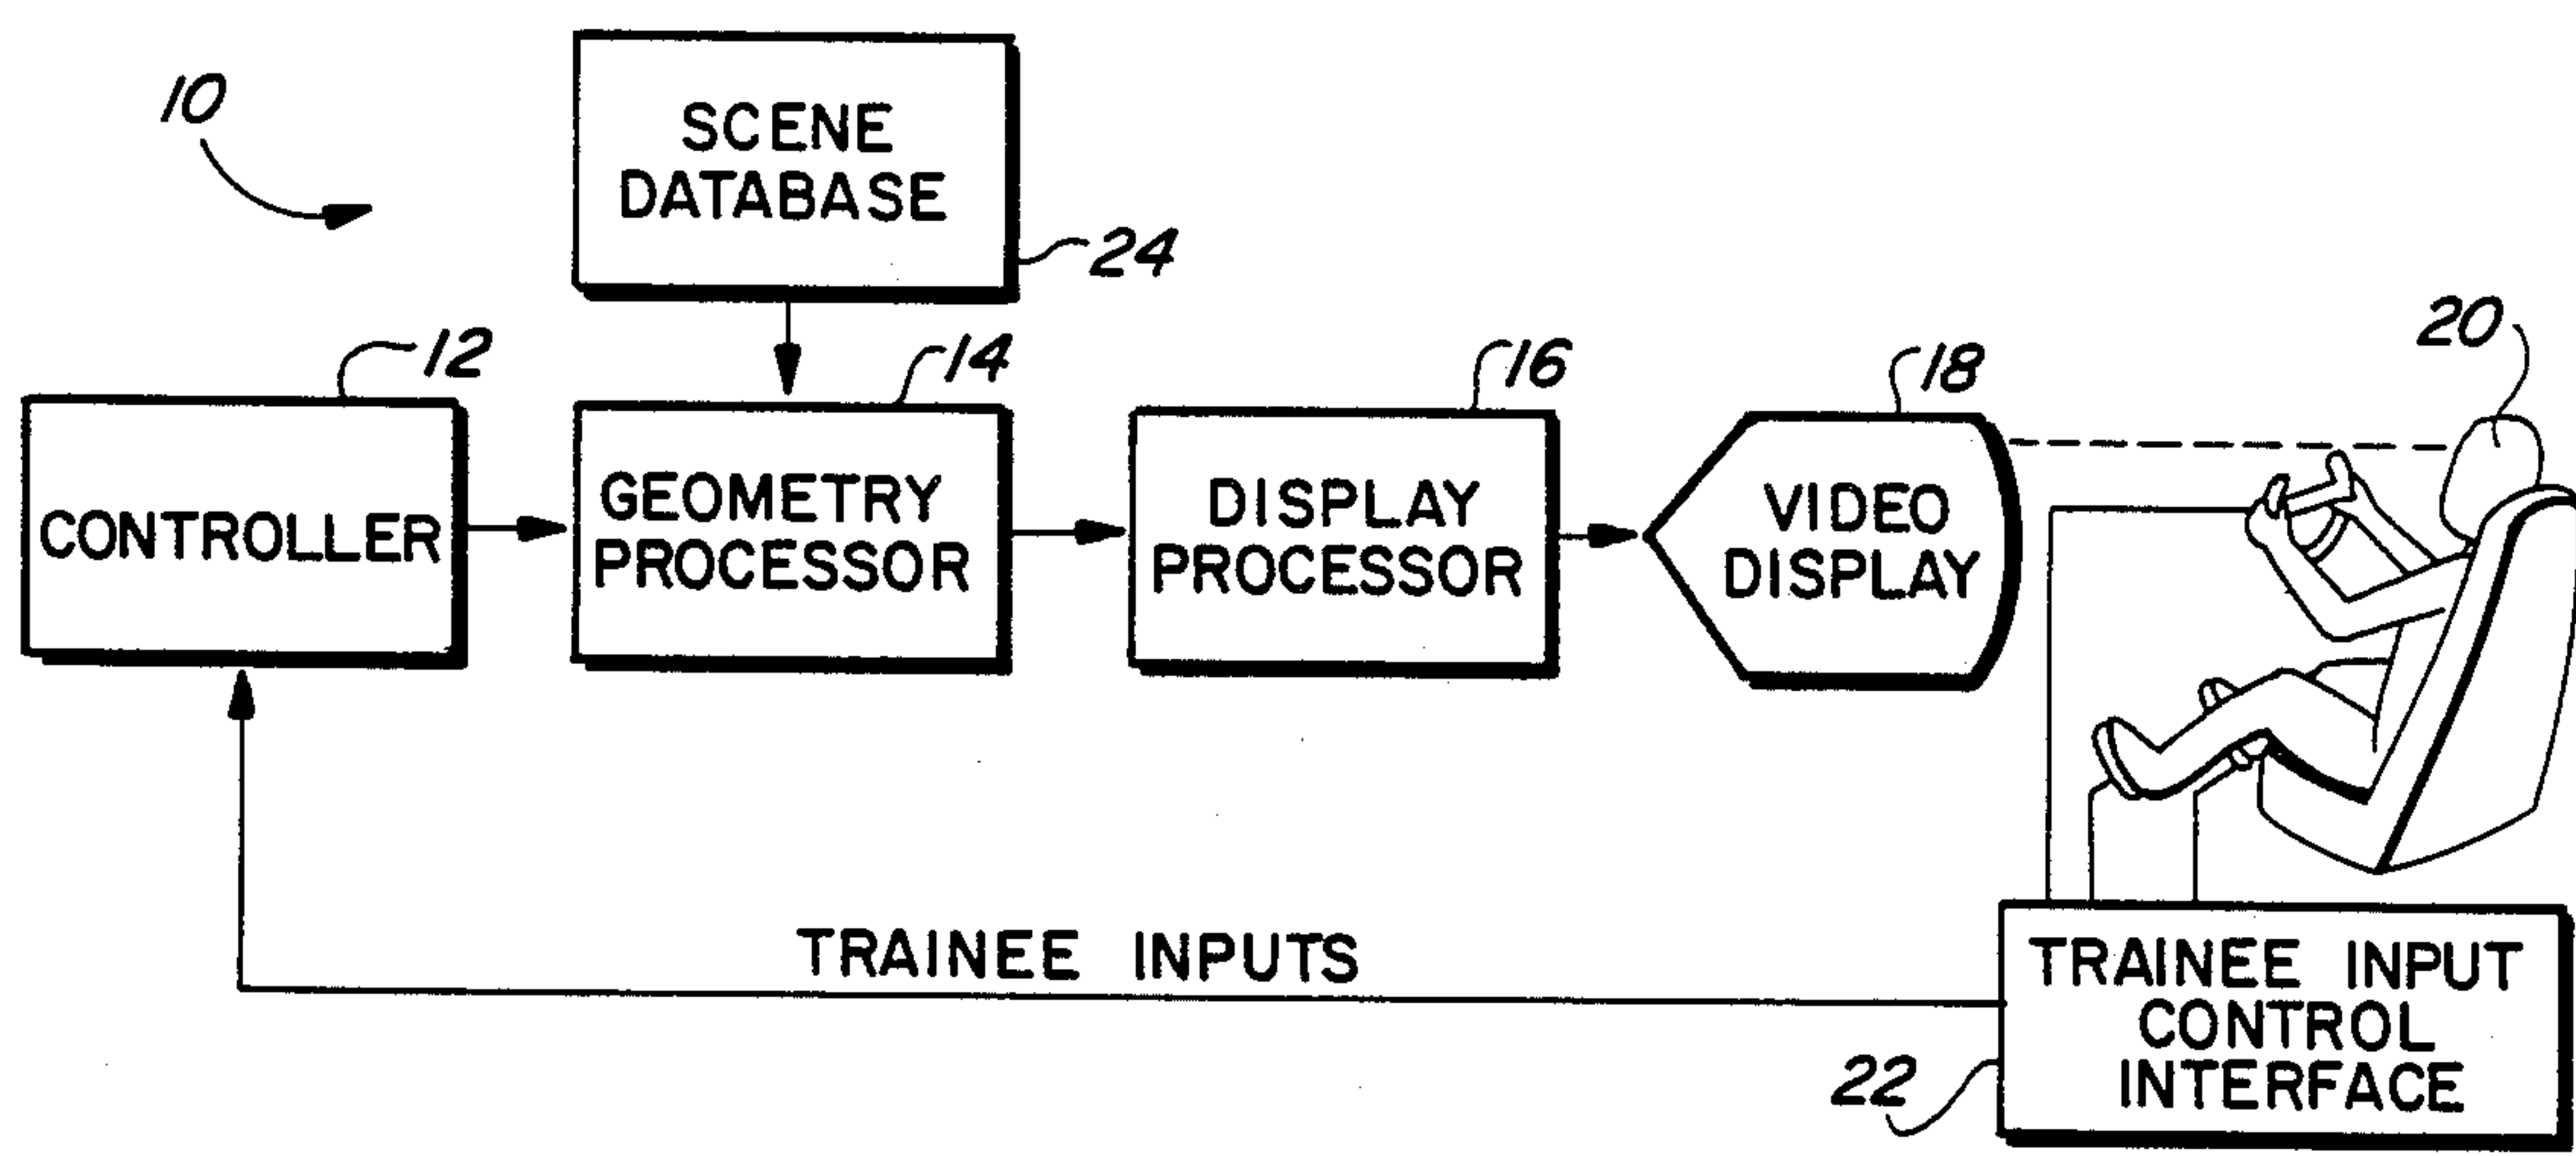 10
SCENE
DATABASE
24
12
14
16
18
20
CONTROLLER
GEOMETRY
PROCESSOR
DISPLAY
PROCESSOR
VIDEO
DISPLAY
TRAINEE INPUTS
TRAINEE INPUT
CONTROL
INTERFACE
22